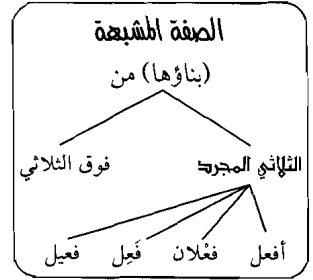 الصفة المشبهة
(بناؤها) من
الثلاثي المجرد فوق الثلاثي
أفعل فعْلان فَعِل فعيل